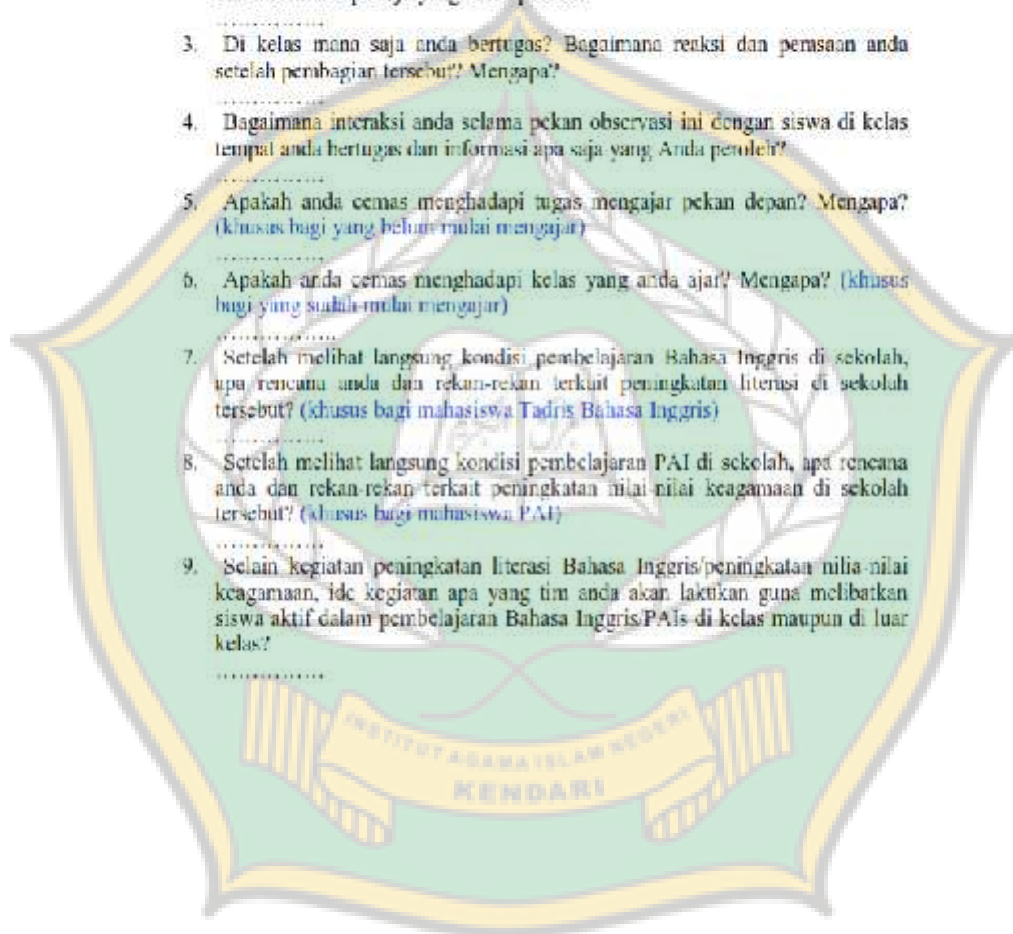 3. Di kelas mana saja anda bertugas? Bagaimana reaksi dan perasaan anda
setelah pembagian tersebut? Mengapa?
................
4. Bagaimana interaksi anda selama pekan observasi ini dengan siswa di kelas
tempat anda bertugas dan informasi apa saja yang Anda peroleh?
................
5. Apakah anda cemas menghadapi tugas mengajar pekan depan? Mengapa?
(khusus bagi yang belum mulai mengajar)
................
6. Apakah anda cemas menghadapi kelas yang anda ajar? Mengapa? (khusus
bagi yang sudah mulai mengajar)
................
7. Setelah melihat langsung kondisi pembelajaran Bahasa Inggris di sekolah,
apa rencana anda dan rekan-rekan terkait peningkatan literasi di sekolah
tersebut? (khusus bagi mahasiswa Tadris Bahasa Inggris)
................
8. Setelah melihat langsung kondisi pembelajaran PAI di sekolah, apa rencana
anda dan rekan-rekan terkait peningkatan nilai-nilai keagamaan di sekolah
tersebut? (khusus bagi mahasiswa PAI)
................
9. Selain kegiatan peningkatan literasi Bahasa Inggris/peningkatan nilia-nilai
keagamaan, ide kegiatan apa yang tim anda akan lakukan guna melibatkan
siswa aktif dalam pembelajaran Bahasa Inggris/PAIs di kelas maupun di luar
kelas?
................
INSTITUT AGAMA ISLAM NEGERI
KENDARI